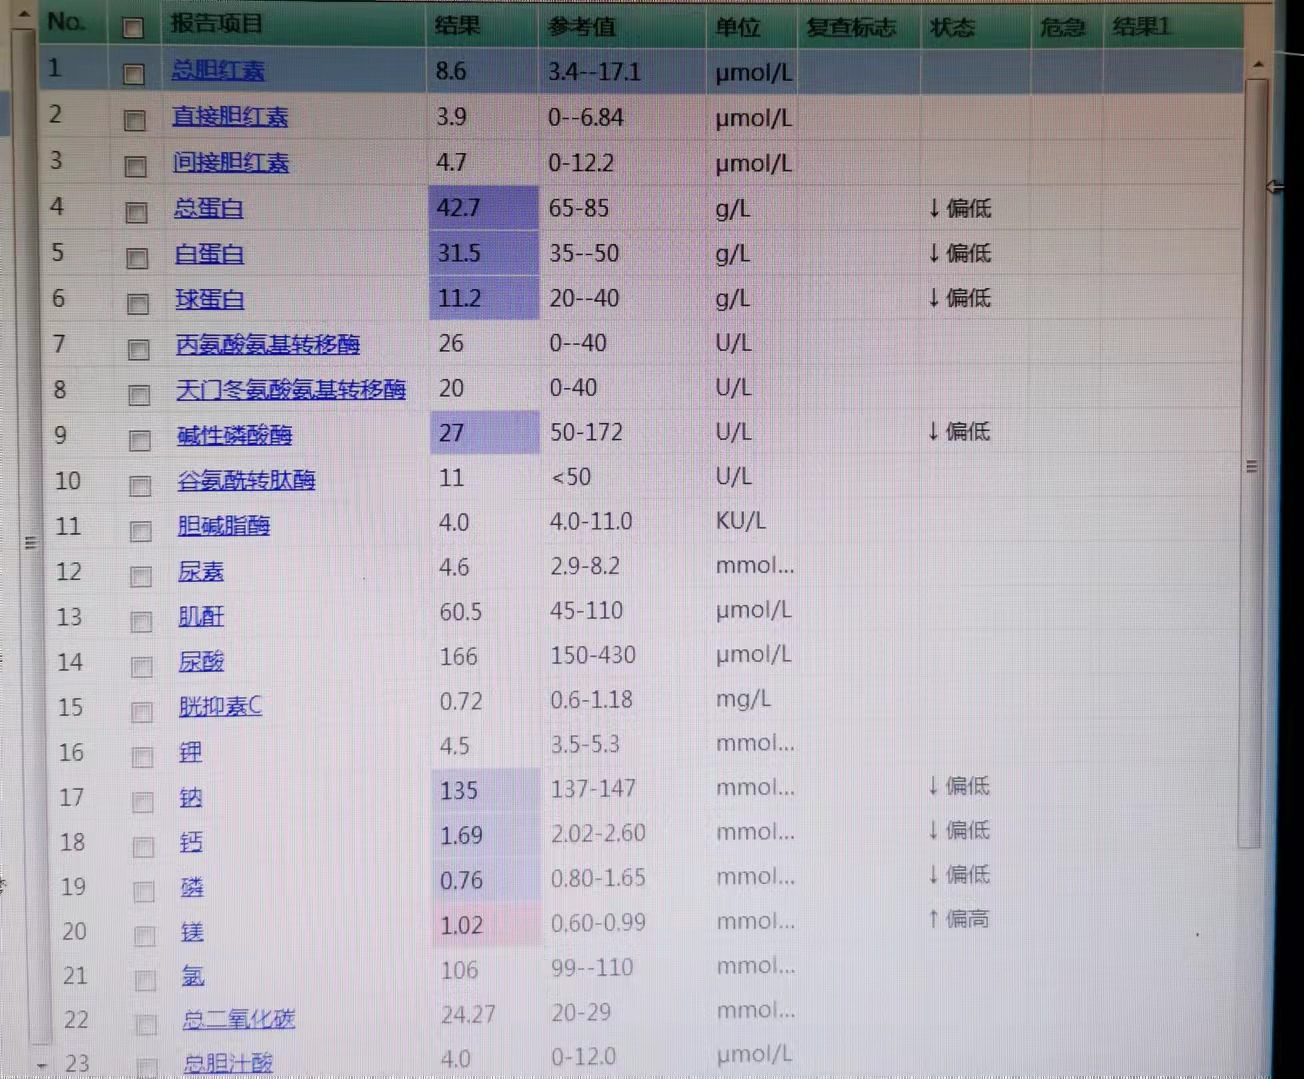 No. 报告项目 结果 参考值 单位 复查标志 状态 危急 结果1
1 总胆红素 8.6 3.4--17.1 μmol/L
2 直接胆红素 3.9 0--6.84 μmol/L
3 间接胆红素 4.7 0-12.2 μmol/L
4 总蛋白 42.7 65-85 g/L ↓偏低
5 白蛋白 31.5 35--50 g/L ↓偏低
6 球蛋白 11.2 20--40 g/L ↓偏低
7 丙氨酸氨基转移酶 26 0--40 U/L
8 天门冬氨酸氨基转移酶 20 0-40 U/L
9 碱性磷酸酶 27 50-172 U/L ↓偏低
10 谷氨酰转肽酶 11 <50 U/L
11 胆碱脂酶 4.0 4.0-11.0 KU/L
12 尿素 4.6 2.9-8.2 mmol...
13 肌酐 60.5 45-110 μmol/L
14 尿酸 166 150-430 μmol/L
15 胱抑素C 0.72 0.6-1.18 mg/L
16 钾 4.5 3.5-5.3 mmol...
17 钠 135 137-147 mmol... ↓偏低
18 钙 1.69 2.02-2.60 mmol... ↓偏低
19 磷 0.76 0.80-1.65 mmol... ↓偏低
20 镁 1.02 0.60-0.99 mmol... ↑偏高
21 氯 106 99--110 mmol...
22 总二氧化碳 24.27 20-29 mmol...
23 总胆汁酸 4.0 0-12.0 μmol/L